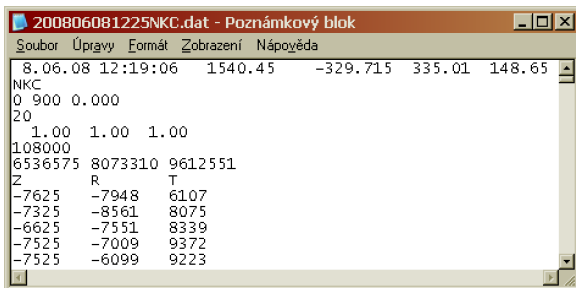 200806081225NKC.dat - Poznámkový blok
Soubor Úpravy Formát Zobrazení Nápověda
8.06.08 12:19:06 1540.45 -329.715 335.01 148.65
NKC
0 900 0.000
20
1.00 1.00 1.00
108000
6536575 8073310 9612551
Z R T
-7625 -7948 6107
-7325 -8561 8075
-6625 -7551 8339
-7525 -7009 9372
-7525 -6099 9223